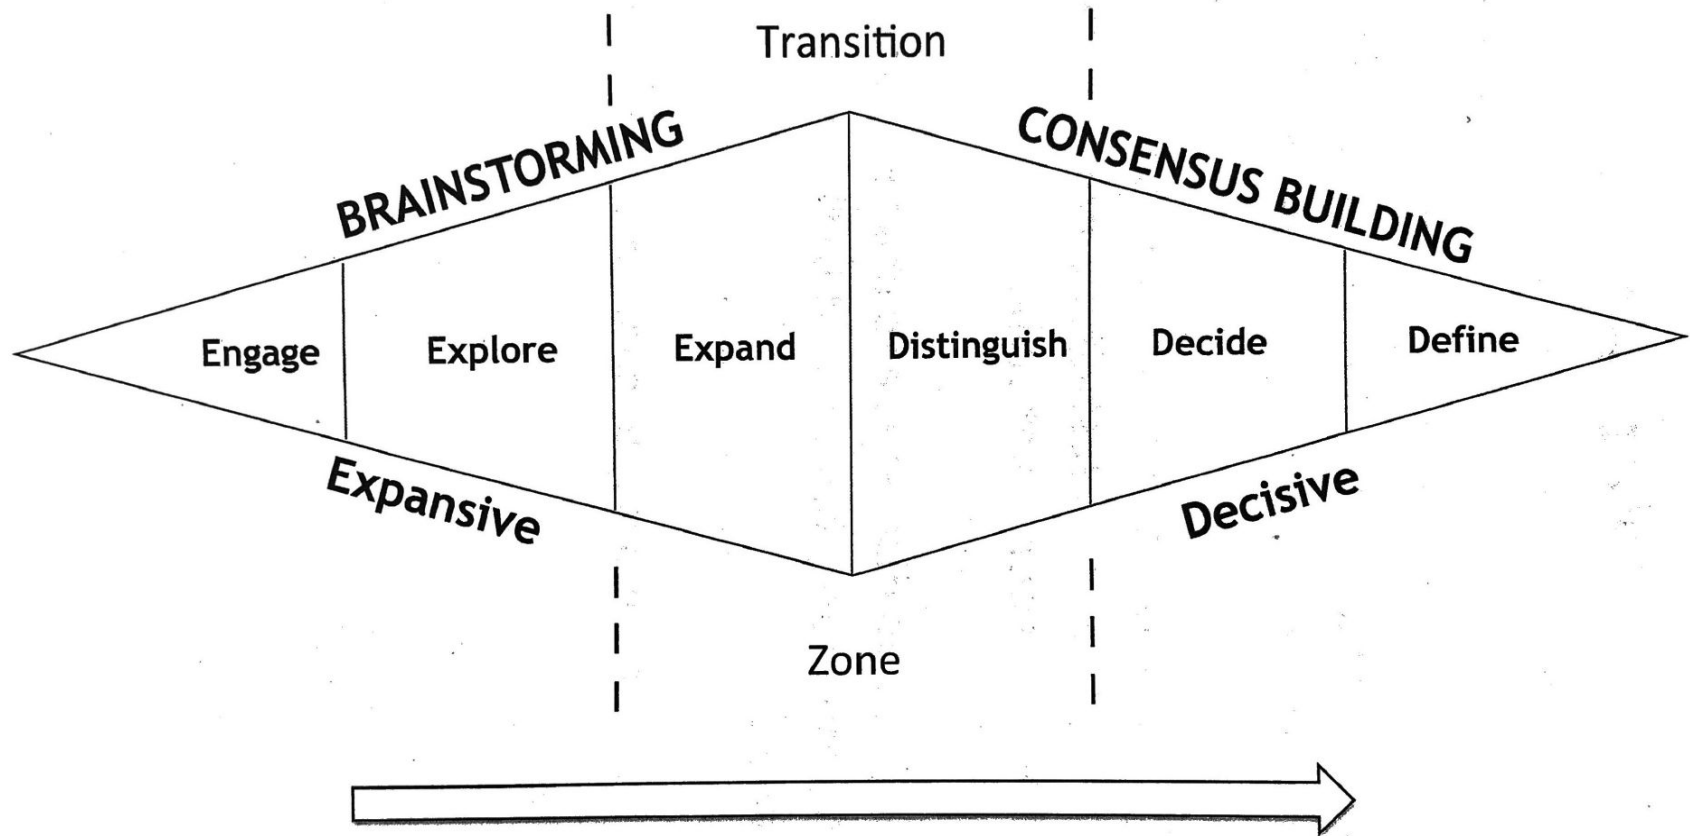 Transition
BRAINSTORMING
CONSENSUS BUILDING
Engage
Explore
Expand
Distinguish
Decide
Define
Expansive
Decisive
Zone